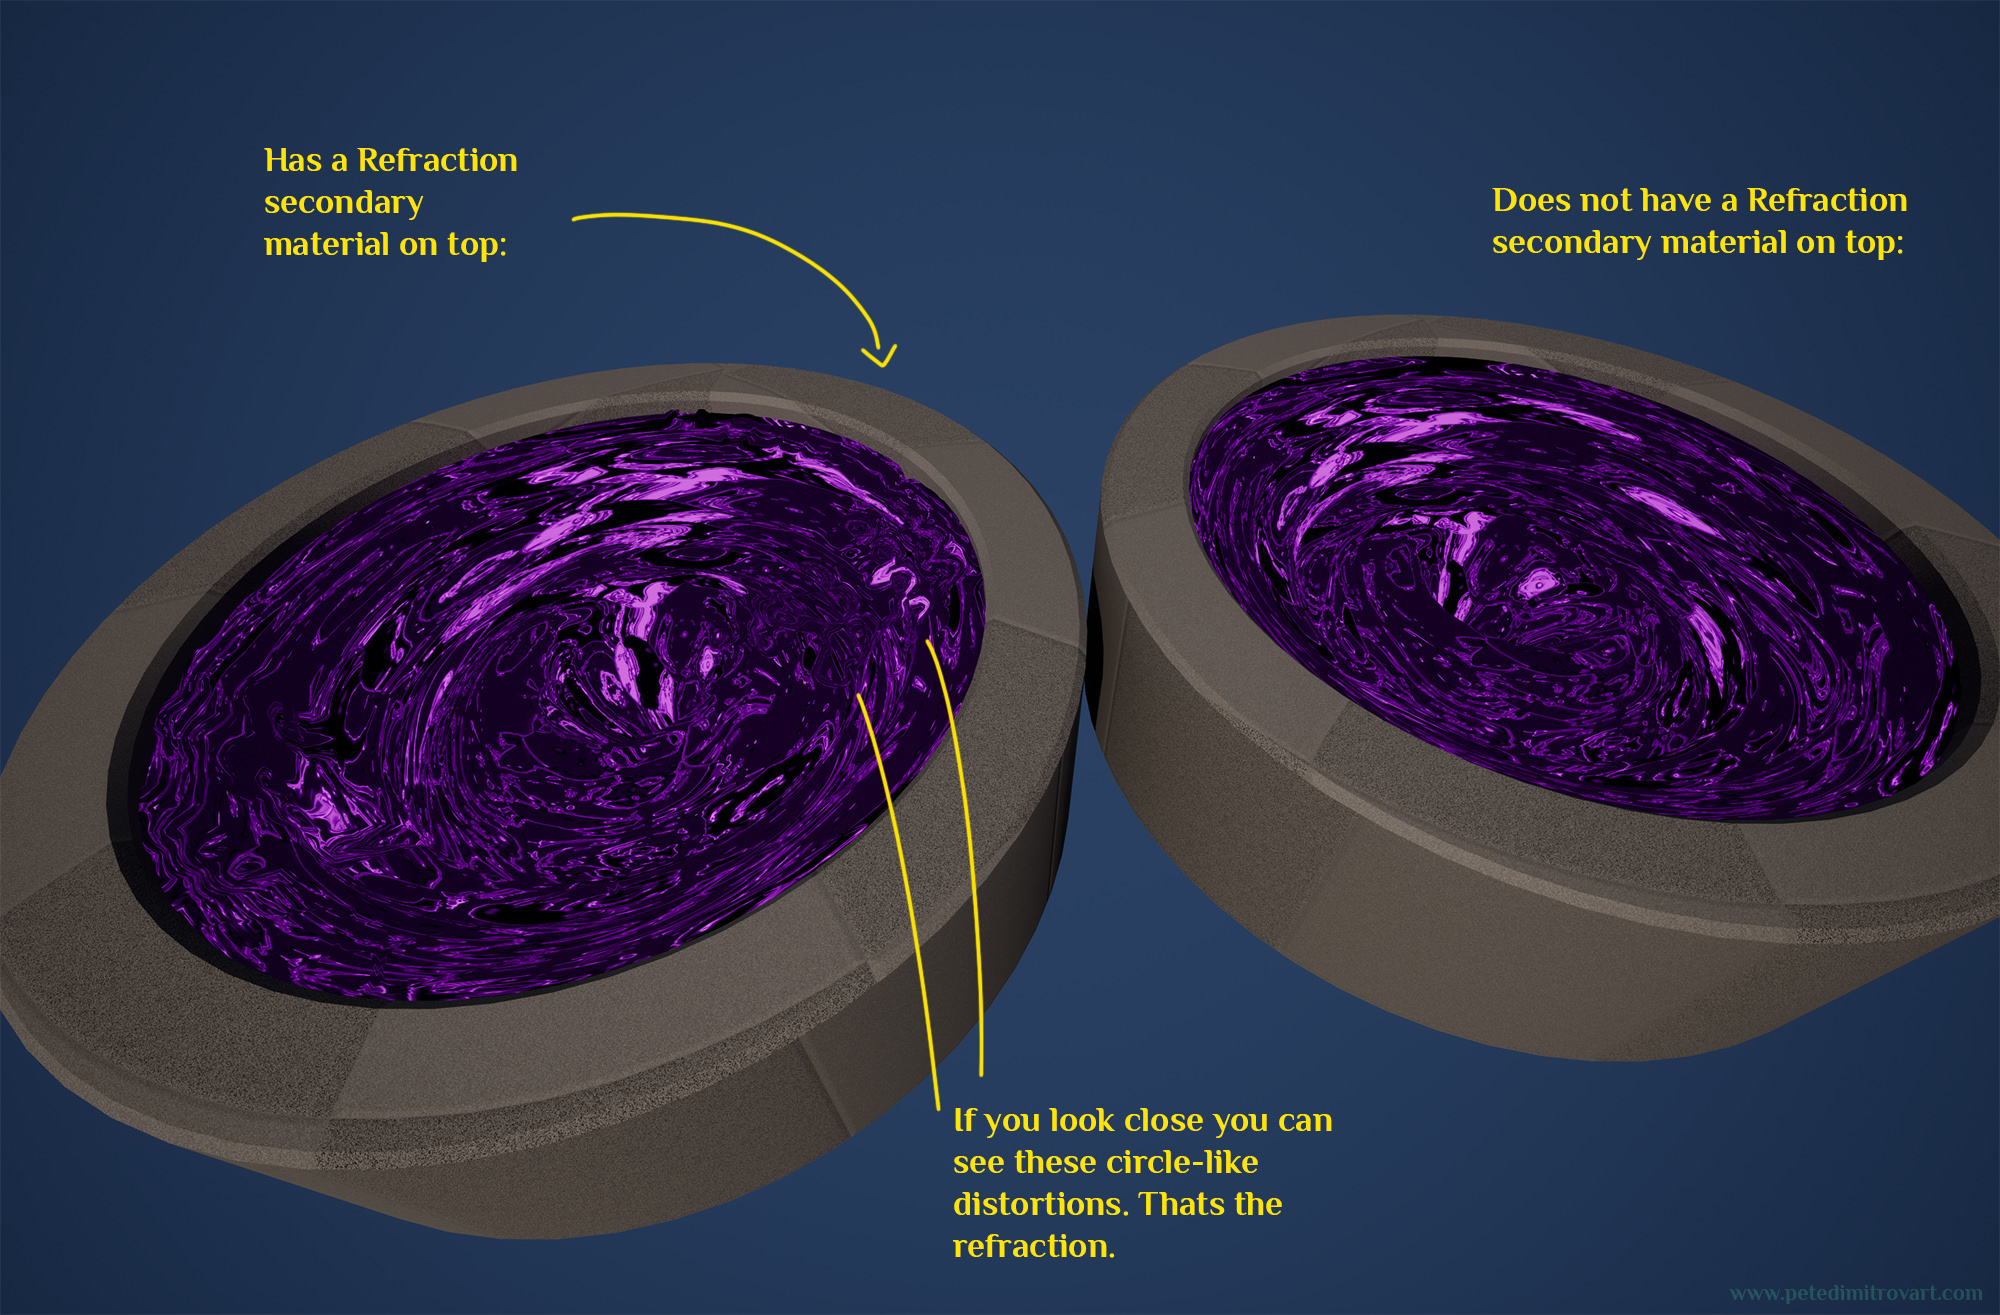 Has a Refraction
secondary
material on top:
Does not have a Refraction
secondary material on top:
If you look close you can
see these circle-like
distortions. Thats the
refraction.
www.petedimitrovart.com